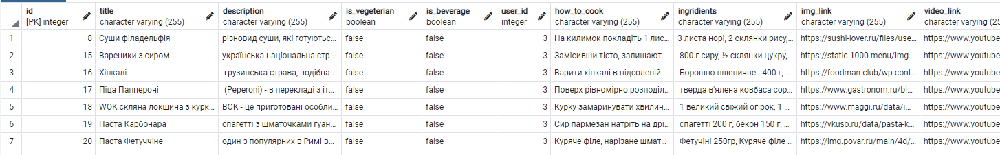 id title description is_vegeterian is_beverage user_id how_to_cook ingridients img_link video_link
[PK] integer character varying (255) character varying (255) boolean boolean integer character varying (255) character varying (255) character varying (255) character varying (25
1 8 Суши філадельфія різновид суши, які готуютьс... false false 3 На килимок покладіть 1 лис... 3 листа норі, 2 склянки рису,... https://sushi-lover.ru/files/use... https://www.youtube
2 15 Вареники з сиром українська національна стр... false false 3 Замісивши тісто, залишают... 800 г сиру, ½ склянки цукру,... https://static.1000.menu/img... https://www.youtube
3 16 Хінкалі грузинська страва, подібна ... false false 3 Варити хінкалі в підсоленій ... Борошно пшеничне - 400 г, ... https://foodman.club/wp-cont... https://www.youtube
4 17 Піца Паппероні (Peperoni) - в перекладі з іт... false false 3 Поверх рівномірно розподіл... тверда в'ялена ковбаса сор... https://www.gastronom.ru/bi... https://www.youtube
5 18 WOK скляна локшина з курк... ВОК - це приготовані особли... false false 3 Курку замаринувати хвилин... 1 великий свіжий огірок, 1 ... https://www.maggi.ru/data/i... https://www.youtube
6 19 Паста Карбонара спагетті з шматочками гуан... false false 3 Сир пармезан натріть на дрі... спагетті 200 г, бекон 150 г, ... https://vkuso.ru/data/pasta-k... https://www.youtube
7 20 Паста Фетуччіне один з популярних в Римі в... false false 3 Куряче філе, нарізане шмат... Фетучіні 250гр, Куряче філе ... https://img.povar.ru/main/4d/... https://www.youtube